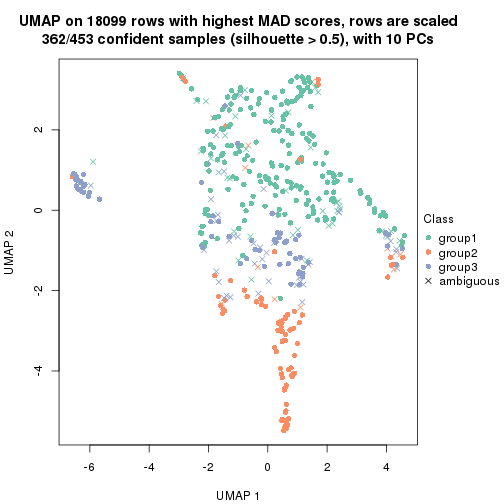 UMAP on 18099 rows with highest MAD scores, rows are scaled
362/453 confident samples (silhouette > 0.5), with 10 PCs
2
0
-2
-4
UMAP 2
-6
-4
-2
0
2
4
UMAP 1
Class
group1
group2
group3
ambiguous